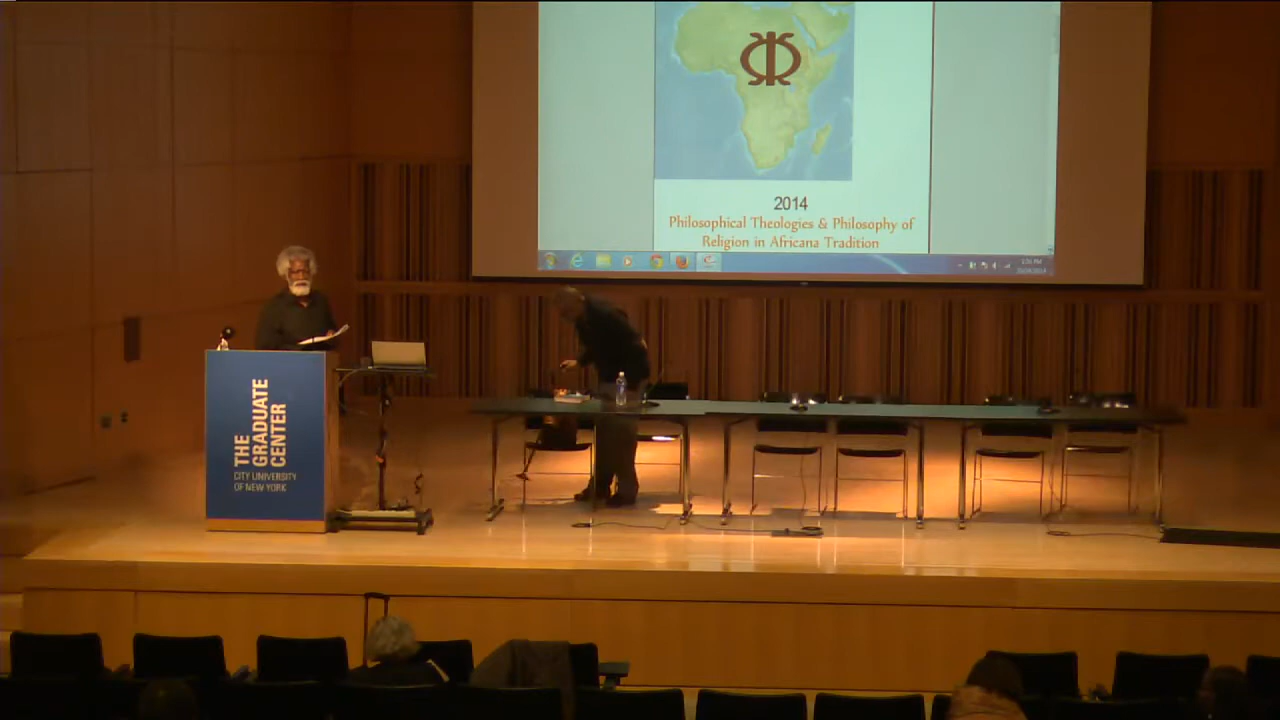 2014
Philosophical Theologies & Philosophy of
Religion in Africana Tradition
THE
GRADUATE
CENTER
CITY UNIVERSITY
OF NEW YORK